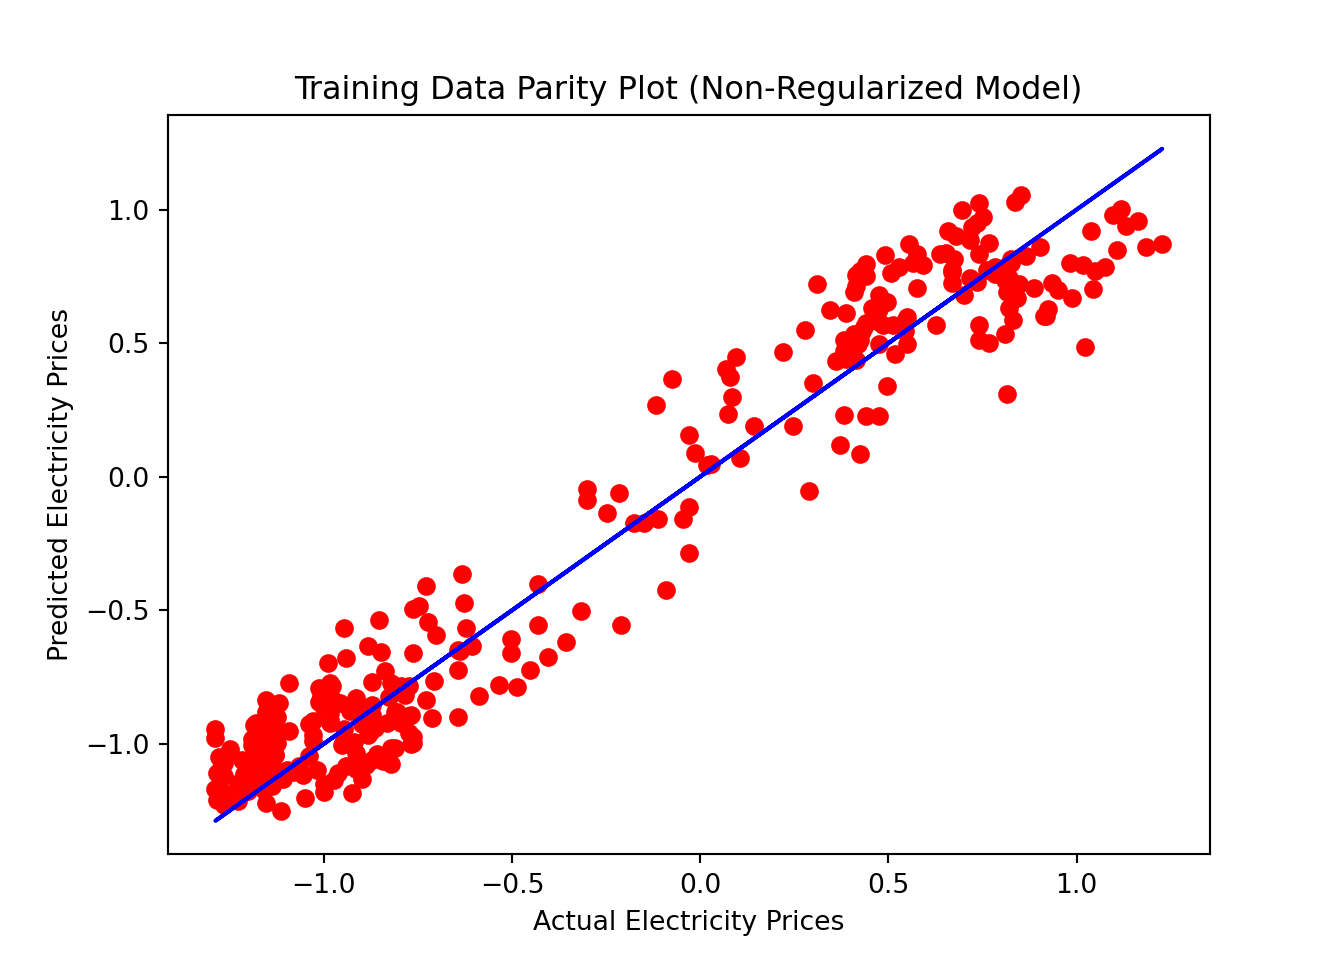 Training Data Parity Plot (Non-Regularized Model)
Predicted Electricity Prices
1.0
0.5
0.0
−0.5
−1.0
−1.0 −0.5 0.0 0.5 1.0
Actual Electricity Prices